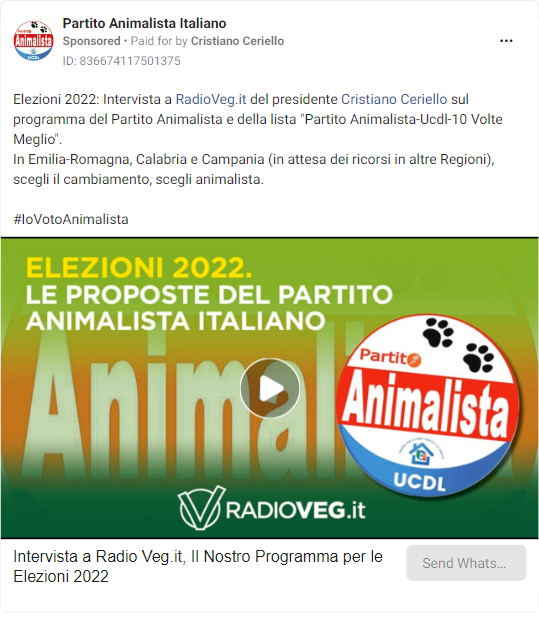 Partito Animalista Italiano
Sponsored • Paid for by Cristiano Ceriello
ID: 836674117501375
Elezioni 2022: Intervista a RadioVeg.it del presidente Cristiano Ceriello sul
programma del Partito Animalista e della lista "Partito Animalista-Ucdl-10 Volte
Meglio".
In Emilia-Romagna, Calabria e Campania (in attesa dei ricorsi in altre Regioni),
scegli il cambiamento, scegli animalista.
#IoVotoAnimalista
ELEZIONI 2022.
LE PROPOSTE DEL PARTITO
ANIMALISTA ITALIANO
Animalista
Partito
Animalista
UCDL
RADIOVEG.it
Intervista a Radio Veg.it, Il Nostro Programma per le
Elezioni 2022
Send Whats...